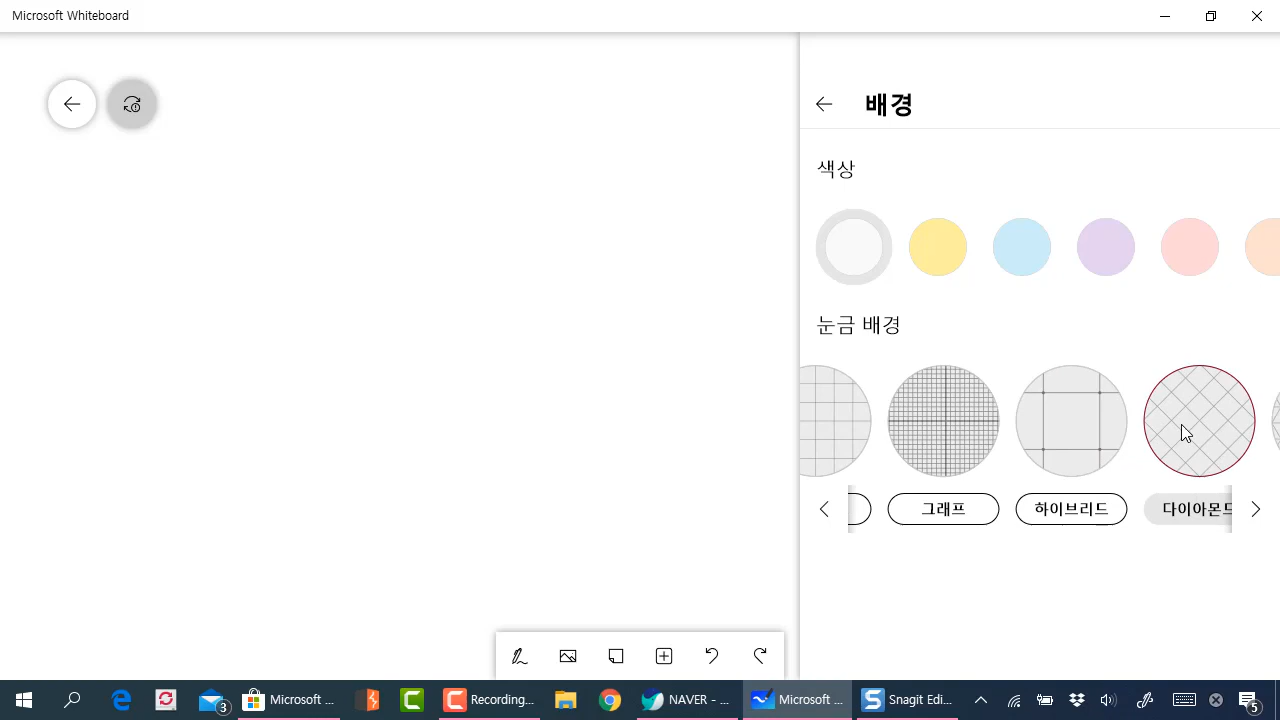 Microsoft Whiteboard
배경
색상
눈금 배경
그래프
하이브리드
다이아몬드
3
Microsoft ...
Recording...
NAVER - ...
Microsoft ...
Snagit Edi...
5